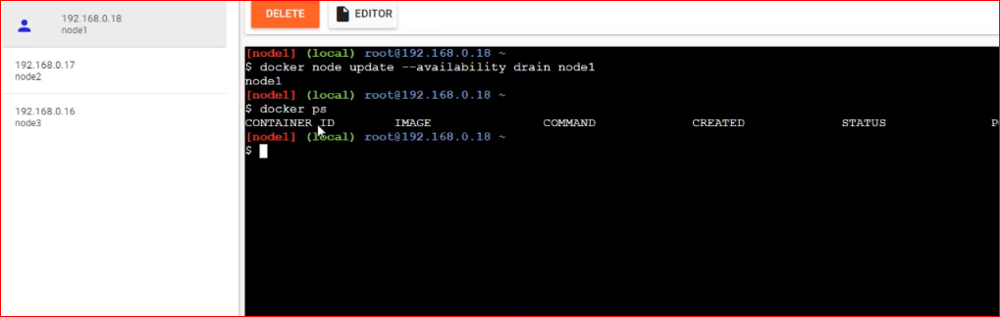 192.168.0.18
node1
192.168.0.17
node2
192.168.0.16
node3
DELETE
EDITOR
[node1] (local) root@192.168.0.18 ~
$ docker node update --availability drain node1
node1
[node1] (local) root@192.168.0.18 ~
$ docker ps
CONTAINER ID IMAGE COMMAND CREATED STATUS P
[node1] (local) root@192.168.0.18 ~
$